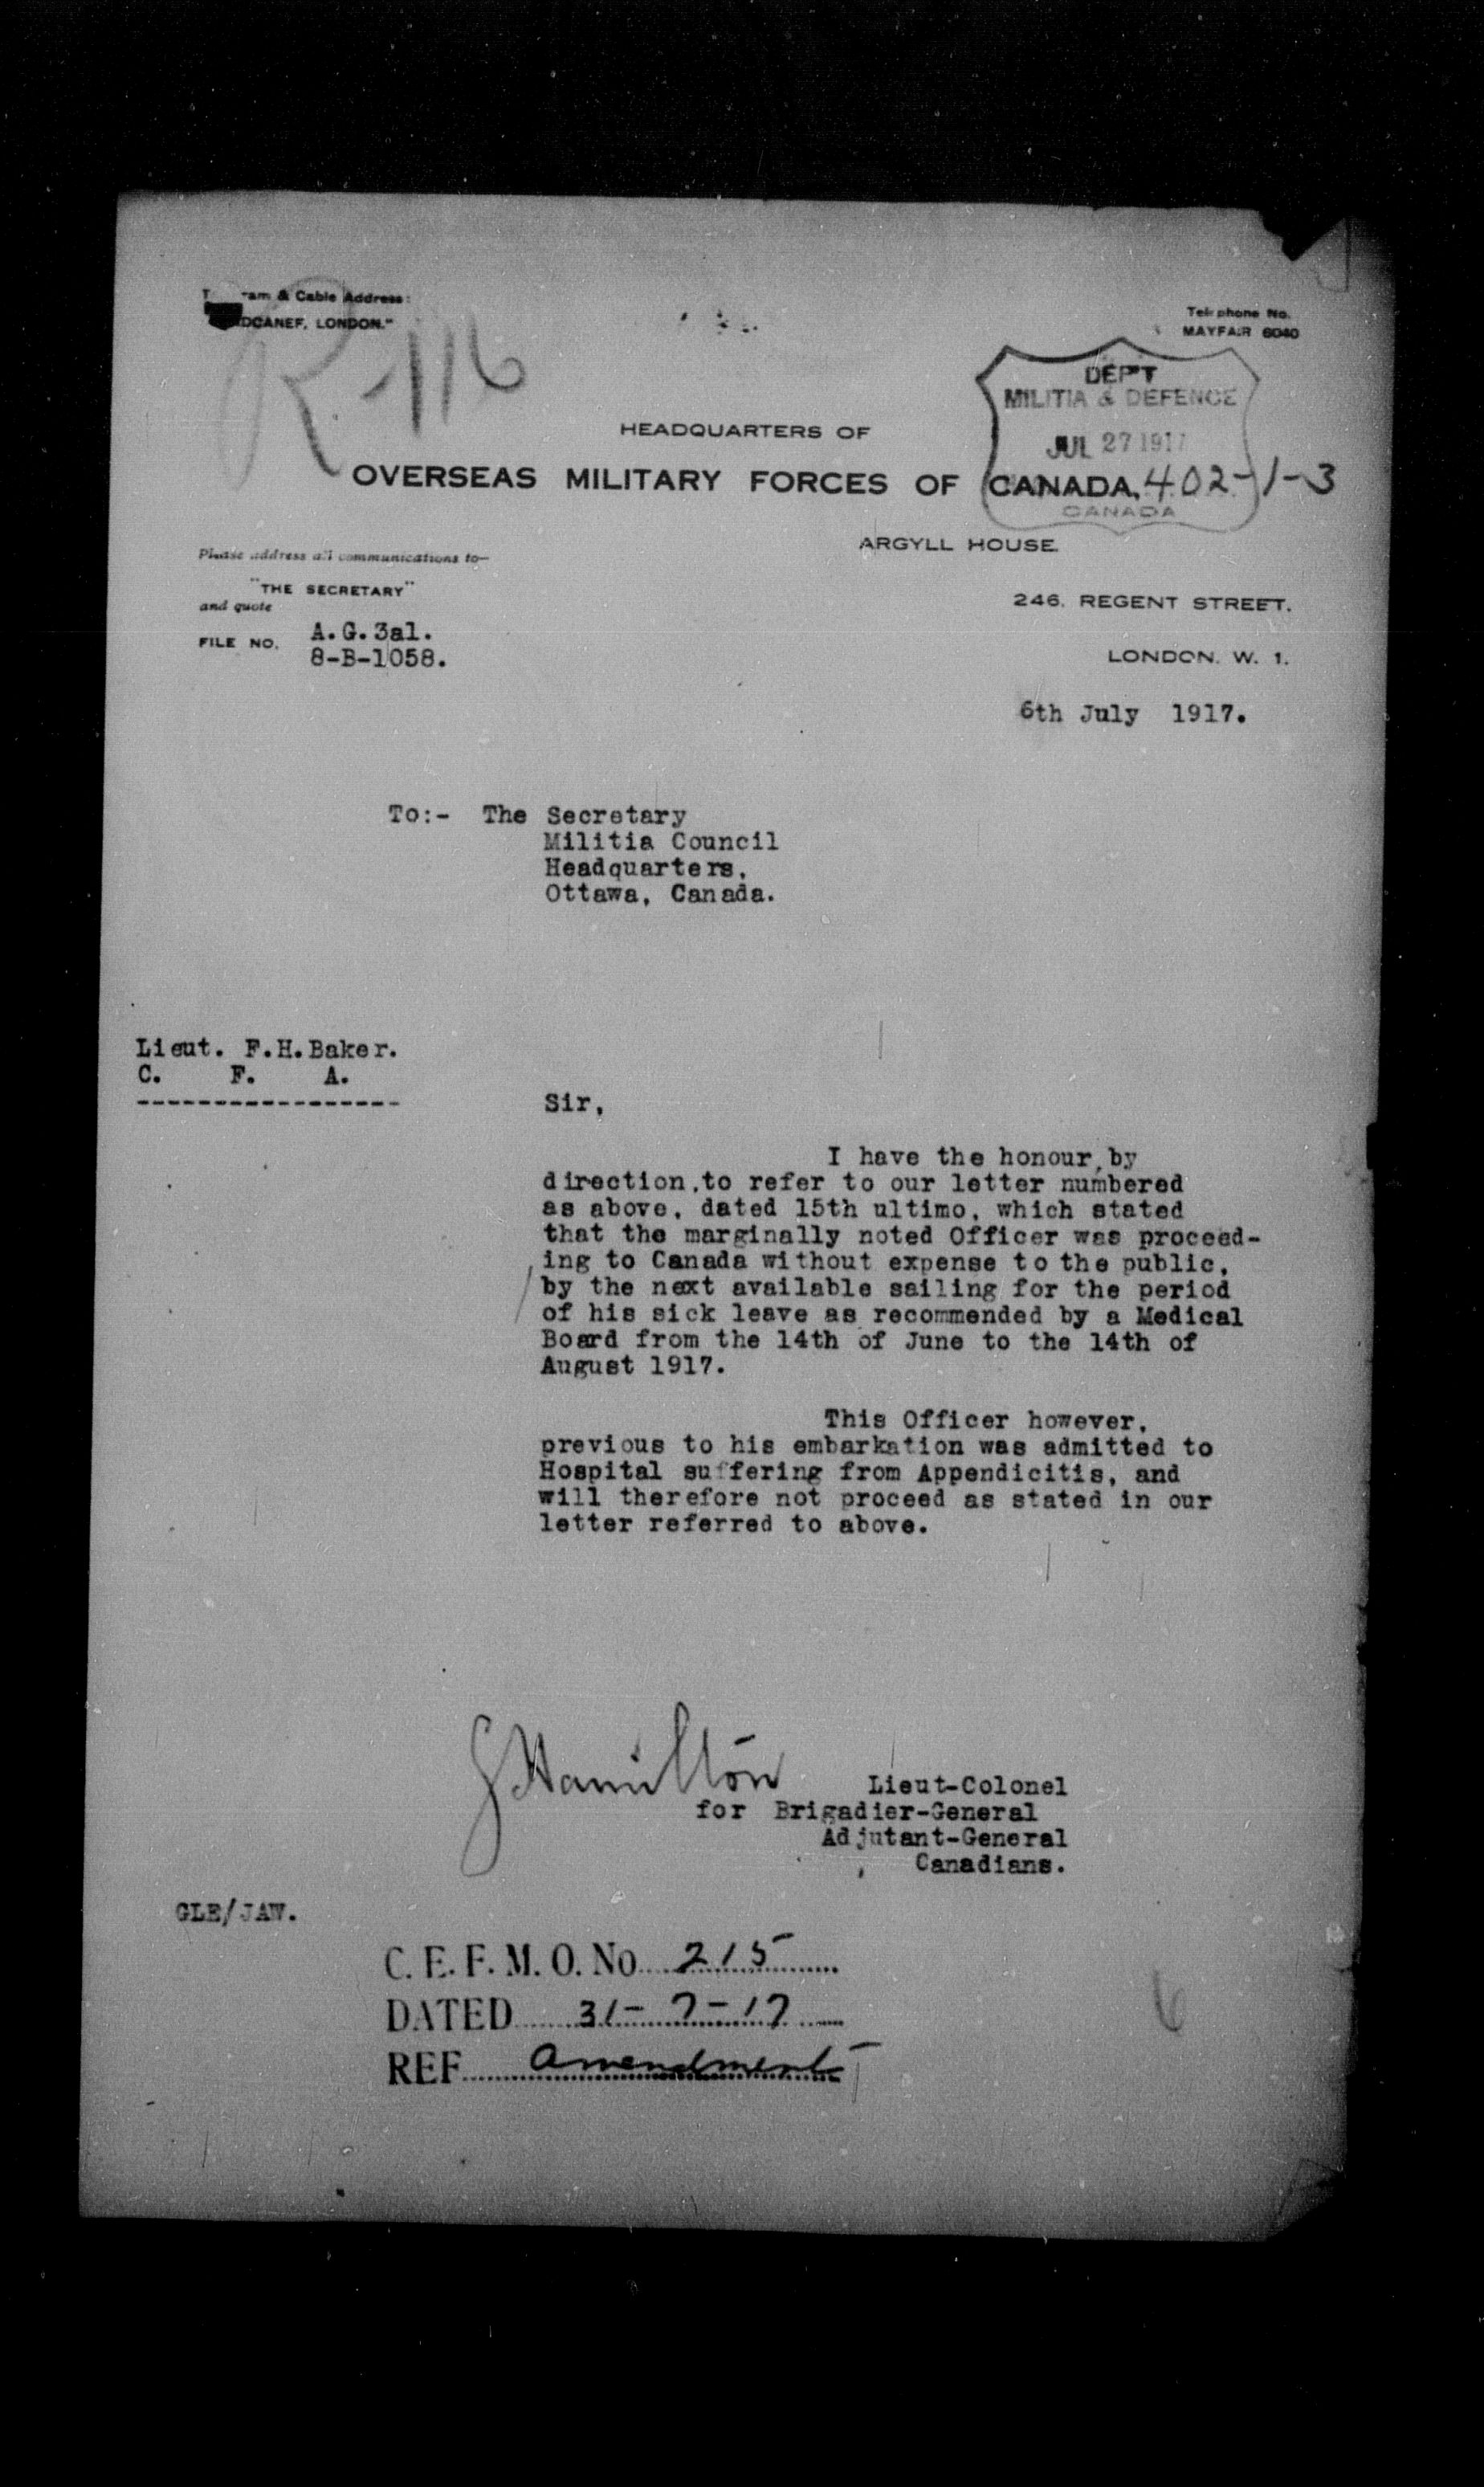 & Cable Address:
LONDON."
Telephone No.
MAYFAIR 6040
R-116
DEPT
MILITIA & DEFENCE
JUL 27 1917
CANADA
HEADQUARTERS OF
OVERSEAS MILITARY FORCES OF CANADA,
402-1-3
ARGYLL HOUSE.
246, REGENT STREET.
LONDON. W. 1.
Please address all communications to—
"THE SECRETARY"
and quote
FILE NO. A.G.3a1.
8-B-1058.
6th July 1917.
To:- The Secretary
Militia Council
Headquarters,
Ottawa, Canada.
Lieut. F.H.Baker.
C. F. A.
-----------------
Sir,
I have the honour,by
direction,to refer to our letter numbered
as above, dated 15th ultimo, which stated
that the marginally noted Officer was proceed-
ing to Canada without expense to the public,
by the next available sailing for the period
of his sick leave as recommended by a Medical
Board from the 14th of June to the 14th of
August 1917.
This Officer however,
previous to his embarkation was admitted to
Hospital suffering from Appendicitis, and
will therefore not proceed as stated in our
letter referred to above.
GHamilton
Lieut-Colonel
for Brigadier-General
Adjutant-General
Canadians.
GLE/JAW.
C. E. F. M. O. No 215
DATED 31-7-17
REF amendment
6